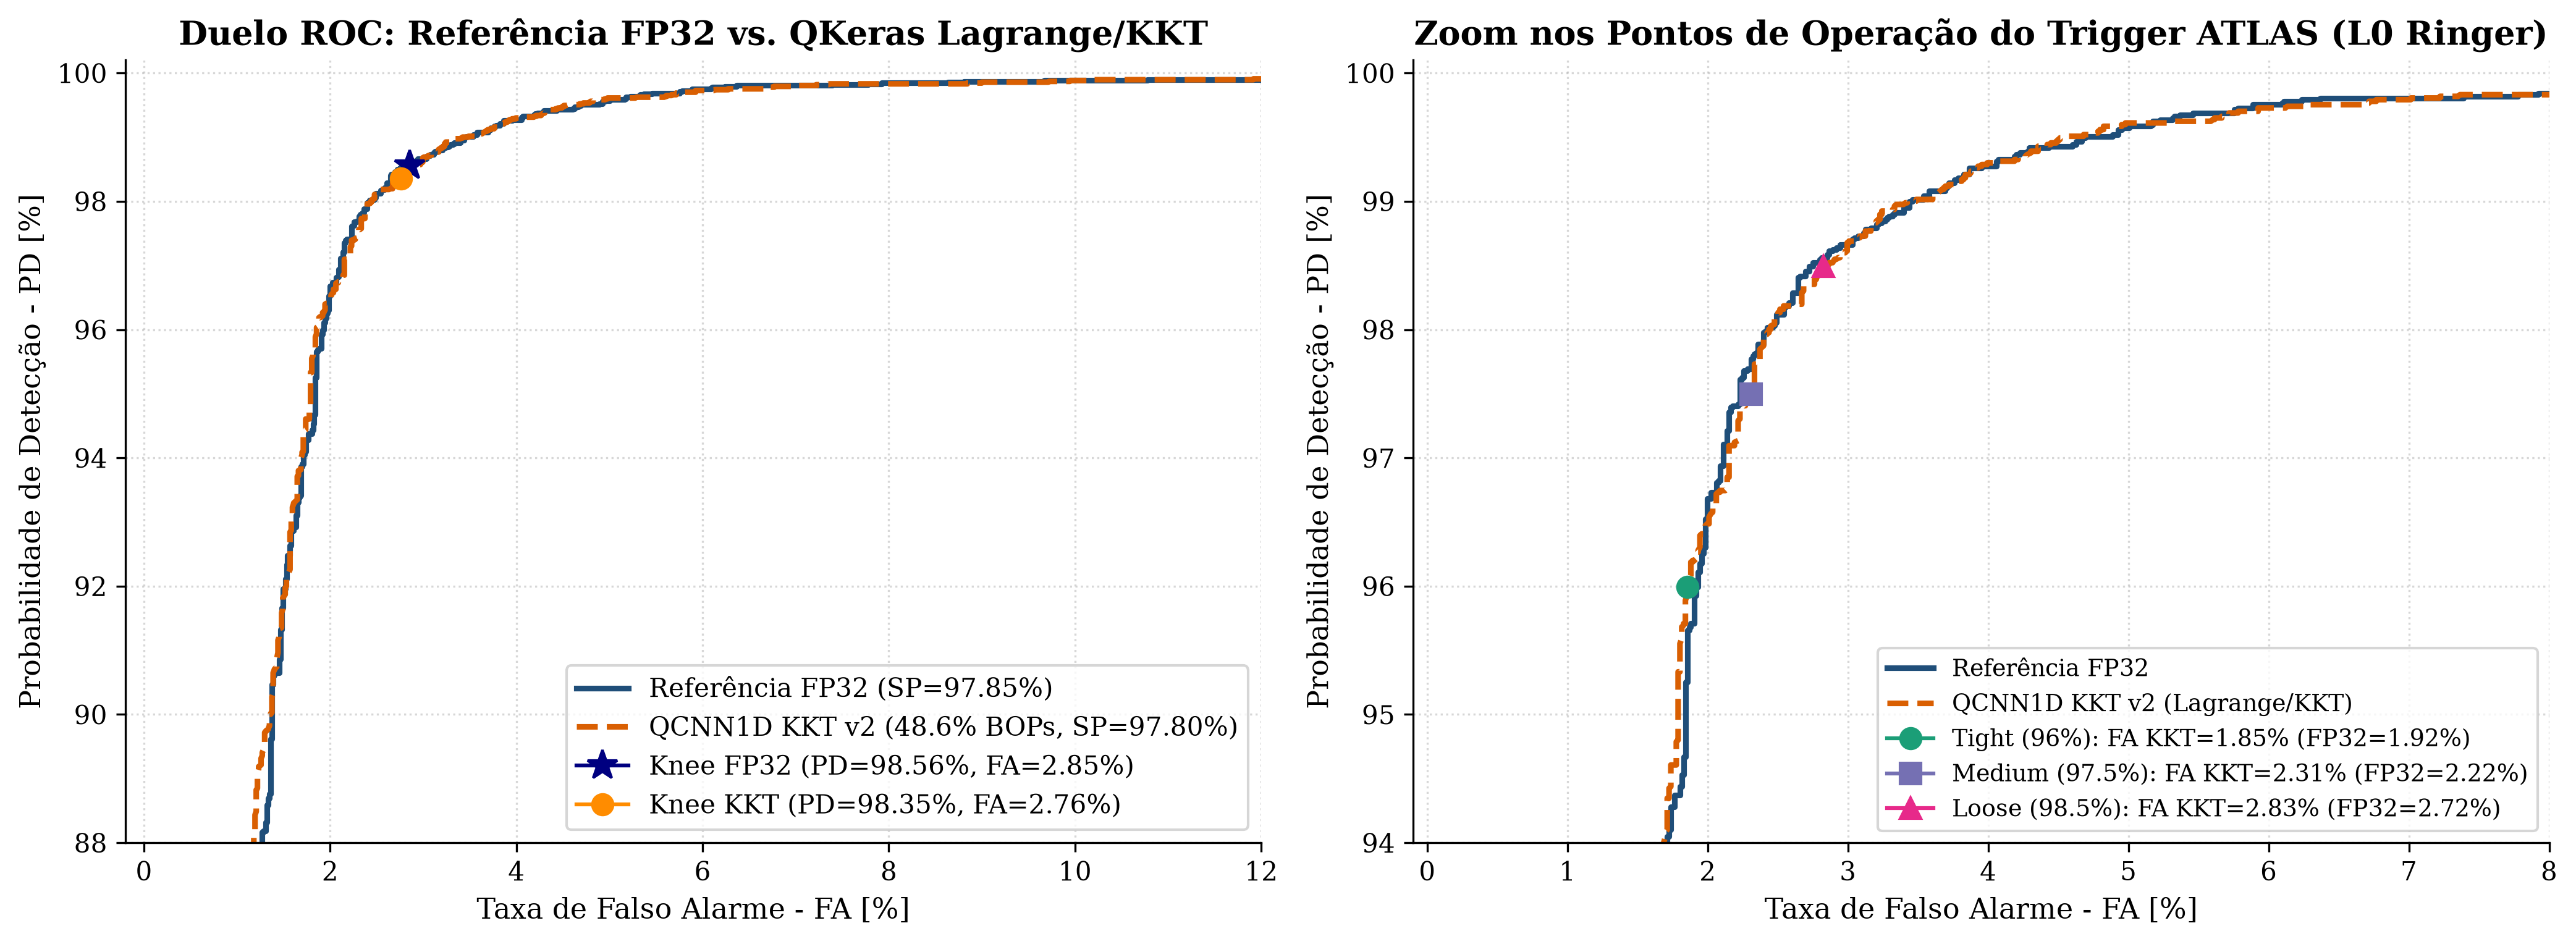 Duelo ROC: Referência FP32 vs. QKeras Lagrange/KKT
100
98
96
94
92
90
88
Probabilidade de Detecção - PD [%]
0
2
4
6
8
10
12
Taxa de Falso Alarme - FA [%]
Referência FP32 (SP=97.85%)
QCNN1D KKT v2 (48.6% BOPs, SP=97.80%)
Knee FP32 (PD=98.56%, FA=2.85%)
Knee KKT (PD=98.35%, FA=2.76%)
Zoom nos Pontos de Operação do Trigger ATLAS (L0 Ringer)
100
99
98
97
96
95
94
Probabilidade de Detecção - PD [%]
0
1
2
3
4
5
6
7
8
Taxa de Falso Alarme - FA [%]
Referência FP32
QCNN1D KKT v2 (Lagrange/KKT)
Tight (96%): FA KKT=1.85% (FP32=1.92%)
Medium (97.5%): FA KKT=2.31% (FP32=2.22%)
Loose (98.5%): FA KKT=2.83% (FP32=2.72%)